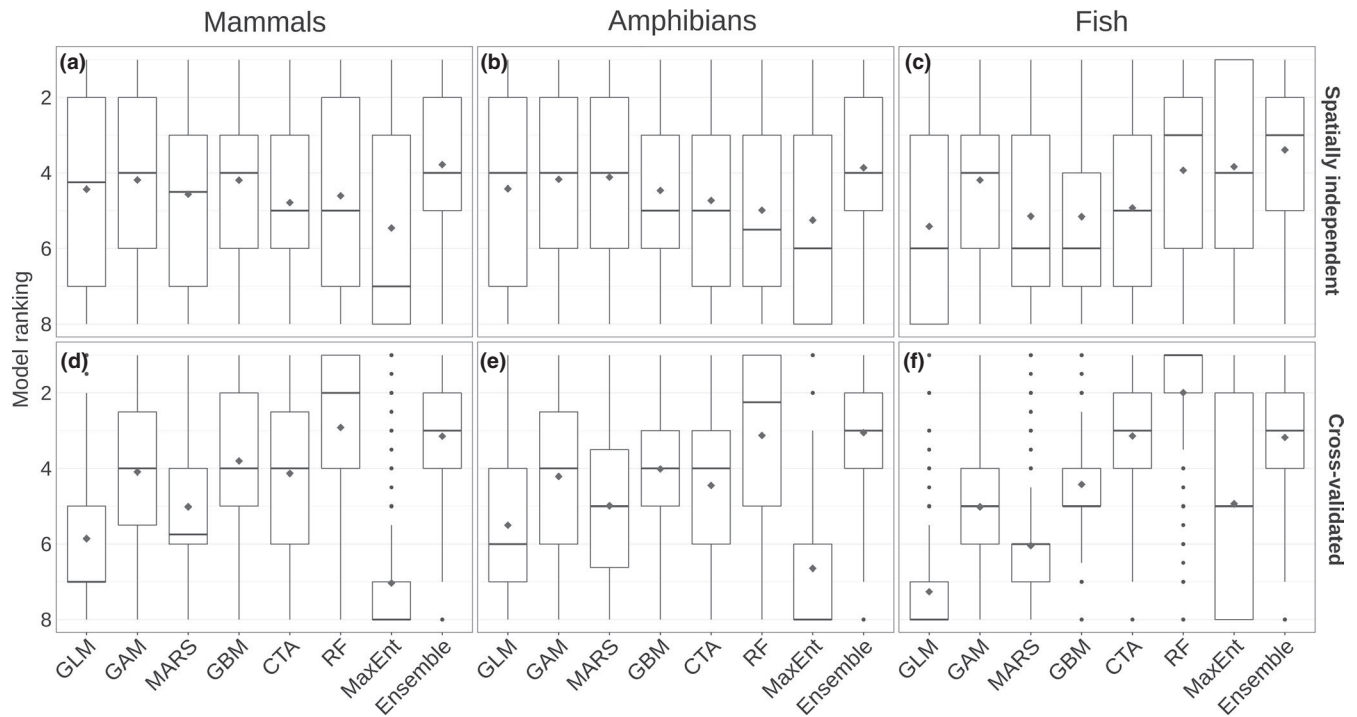 Mammals
Amphibians
Fish
(a)
(b)
(c)
2
4
6
8
Spatially independent
Model ranking
(d)
(e)
(f)
2
4
6
8
Cross-validated
GLM
GAM
MARS
GBM
CTA
RF
MaxEnt
Ensemble
GLM
GAM
MARS
GBM
CTA
RF
MaxEnt
Ensemble
GLM
GAM
MARS
GBM
CTA
RF
MaxEnt
Ensemble